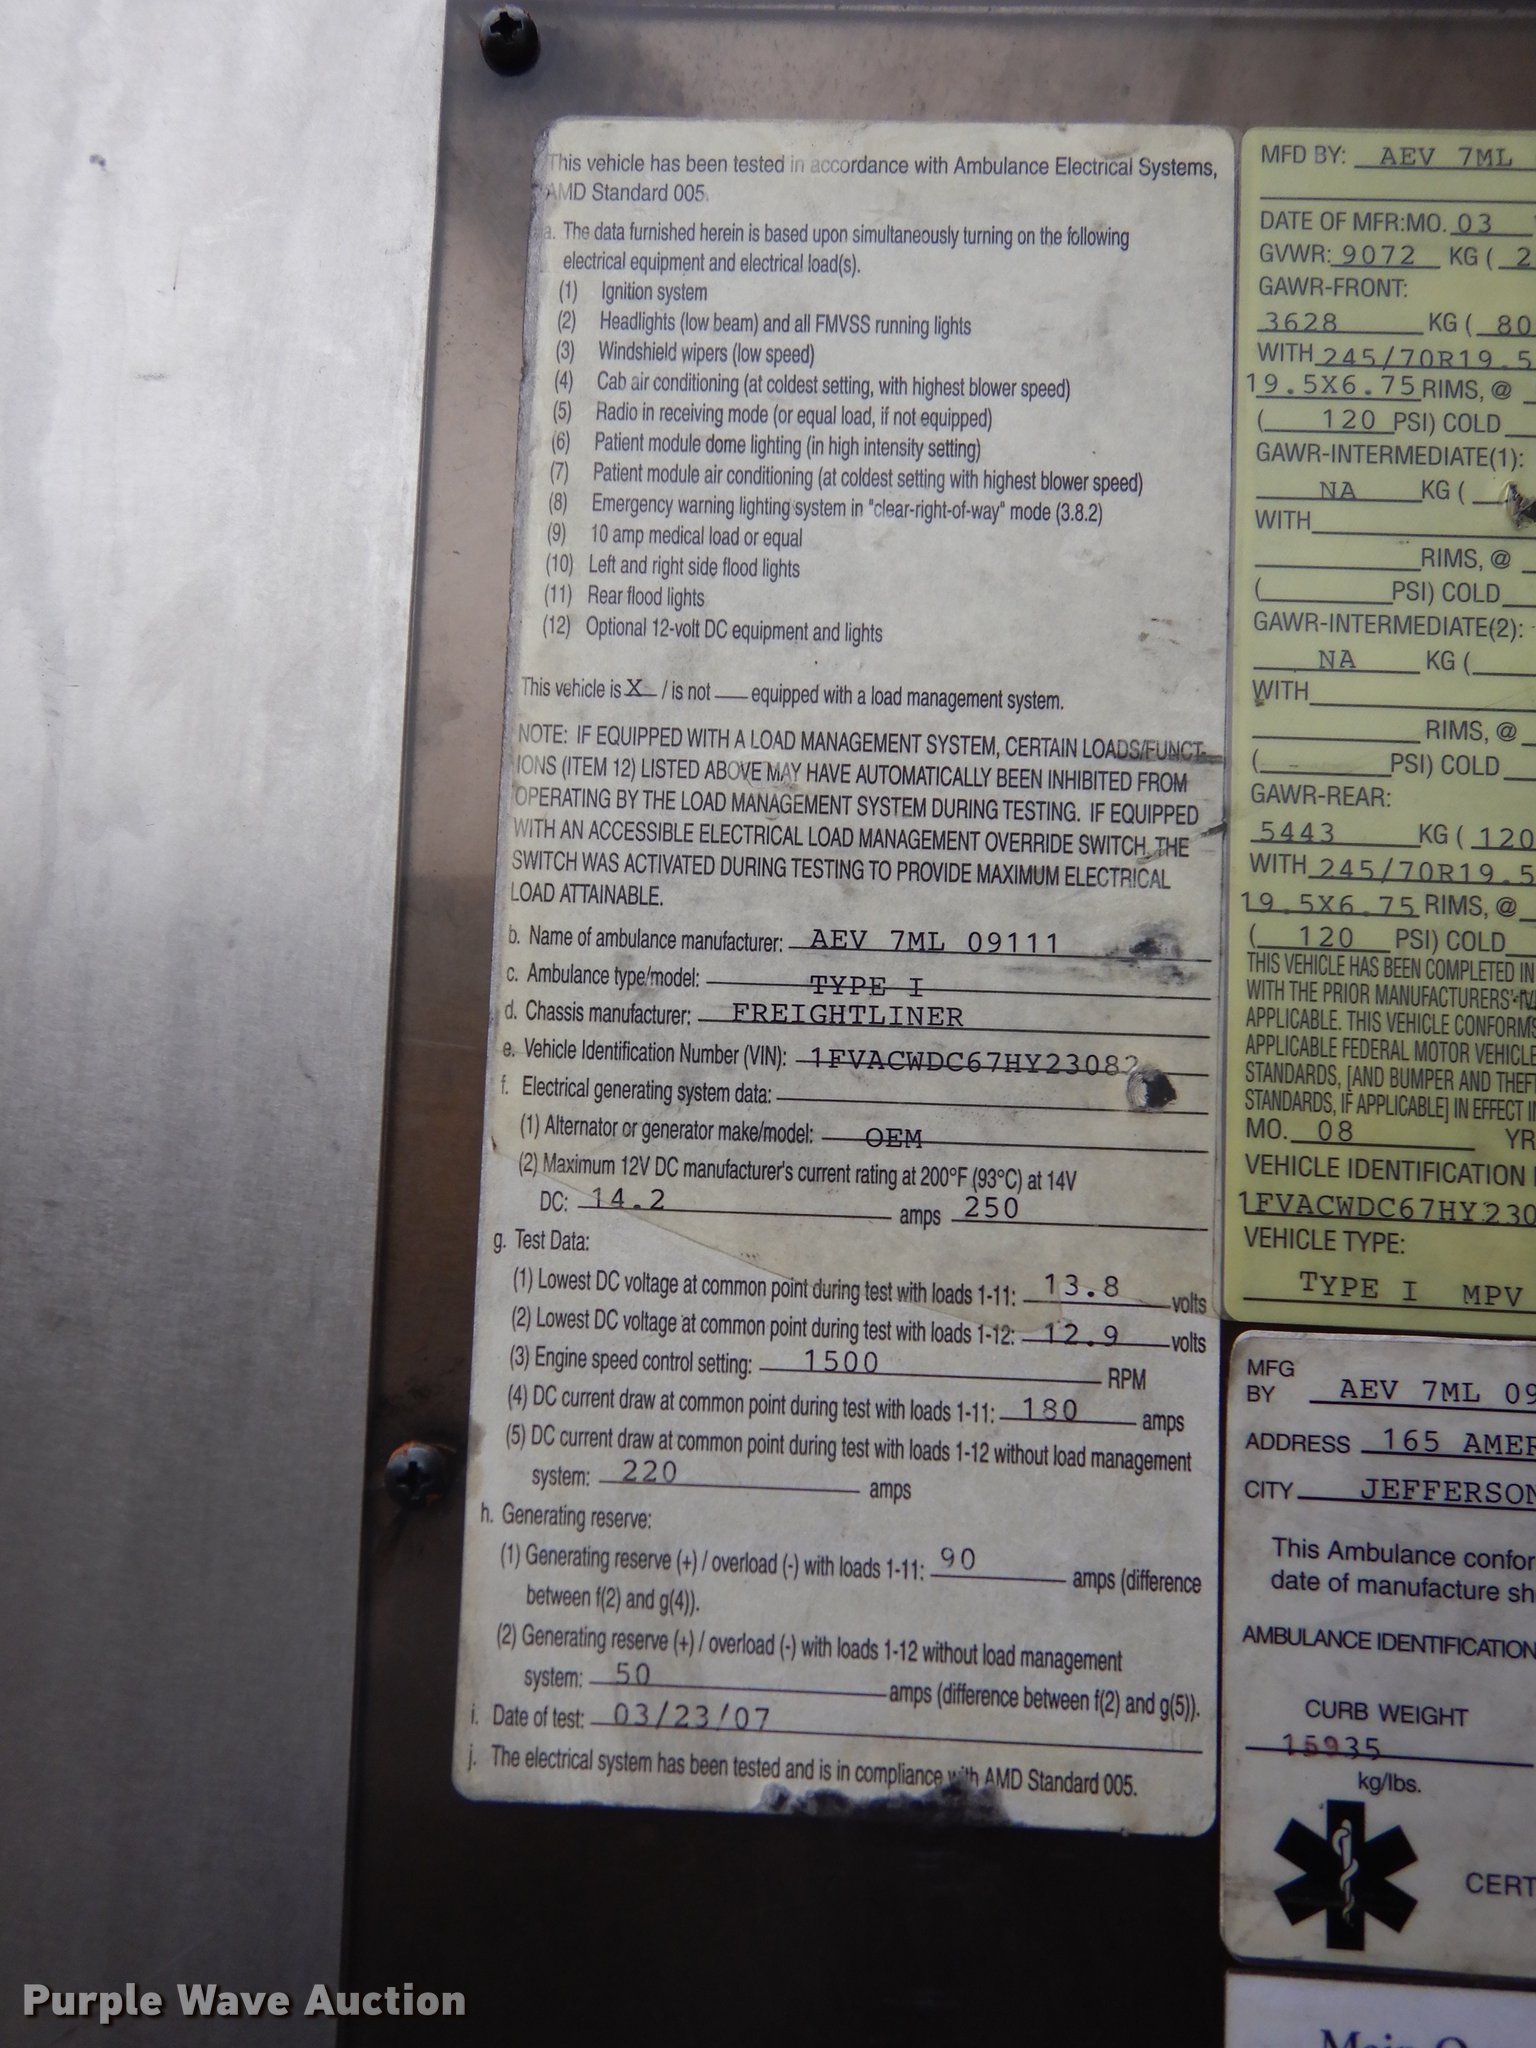 This vehicle has been tested in accordance with Ambulance Electrical Systems,
AMD Standard 005.
a. The data furnished herein is based upon simultaneously turning on the following
electrical equipment and electrical load(s).
(1) Ignition system
(2) Headlights (low beam) and all FMVSS running lights
(3) Windshield wipers (low speed)
(4) Cab air conditioning (at coldest setting, with highest blower speed)
(5) Radio in receiving mode (or equal load, if not equipped)
(6) Patient module dome lighting (in high intensity setting)
(7) Patient module air conditioning (at coldest setting with highest blower speed)
(8) Emergency warning lighting system in "clear-right-of-way" mode (3.8.2)
(9) 10 amp medical load or equal
(10) Left and right side flood lights
(11) Rear flood lights
(12) Optional 12-volt DC equipment and lights
This vehicle is X / is not ___ equipped with a load management system.
NOTE: IF EQUIPPED WITH A LOAD MANAGEMENT SYSTEM, CERTAIN LOADS/FUNCT-
IONS (ITEM 12) LISTED ABOVE MAY HAVE AUTOMATICALLY BEEN INHIBITED FROM
OPERATING BY THE LOAD MANAGEMENT SYSTEM DURING TESTING. IF EQUIPPED
WITH AN ACCESSIBLE ELECTRICAL LOAD MANAGEMENT OVERRIDE SWITCH, THE
SWITCH WAS ACTIVATED DURING TESTING TO PROVIDE MAXIMUM ELECTRICAL
LOAD ATTAINABLE.
b. Name of ambulance manufacturer: AEV 7ML 09111
c. Ambulance type/model: TYPE I
d. Chassis manufacturer: FREIGHTLINER
e. Vehicle Identification Number (VIN): 1FVACWDC67HY23082
f. Electrical generating system data:
(1) Alternator or generator make/model: OEM
(2) Maximum 12V DC manufacturer's current rating at 200°F (93°C) at 14V
DC: 14.2 amps 250
g. Test Data:
(1) Lowest DC voltage at common point during test with loads 1-11: 13.8 volts
(2) Lowest DC voltage at common point during test with loads 1-12: 12.9 volts
(3) Engine speed control setting: 1500 RPM
(4) DC current draw at common point during test with loads 1-11: 180 amps
(5) DC current draw at common point during test with loads 1-12 without load management
system: 220 amps
h. Generating reserve:
(1) Generating reserve (+) / overload (-) with loads 1-11: 90 amps (difference
between f(2) and g(4)).
(2) Generating reserve (+) / overload (-) with loads 1-12 without load management
system: 50 amps (difference between f(2) and g(5)).
i. Date of test: 03/23/07
j. The electrical system has been tested and is in compliance with AMD Standard 005.
MFD BY: AEV 7ML
DATE OF MFR:MO. 03
GVWR: 9072 KG ( 2
GAWR-FRONT:
3628 KG ( 80
WITH 245/70R19.5
19.5X6.75 RIMS, @
( 120 PSI) COLD
GAWR-INTERMEDIATE(1):
NA KG (
WITH
RIMS, @
( PSI) COLD
GAWR-INTERMEDIATE(2):
NA KG (
WITH
RIMS, @
( PSI) COLD
GAWR-REAR:
5443 KG ( 120
WITH 245/70R19.5
19.5X6.75 RIMS, @
( 120 PSI) COLD
THIS VEHICLE HAS BEEN COMPLETED IN
WITH THE PRIOR MANUFACTURERS'
APPLICABLE. THIS VEHICLE CONFORMS
APPLICABLE FEDERAL MOTOR VEHICLE
STANDARDS, [AND BUMPER AND THEFT
STANDARDS, IF APPLICABLE] IN EFFECT IN
MO. 08 YR
VEHICLE IDENTIFICATION
1FVACWDC67HY230
VEHICLE TYPE:
TYPE I MPV
MFG
BY AEV 7ML 09
ADDRESS 165 AMER
CITY JEFFERSON
This Ambulance confor
date of manufacture sh
AMBULANCE IDENTIFICATION
CURB WEIGHT
15935
kg/lbs.
CERT
Purple Wave Auction